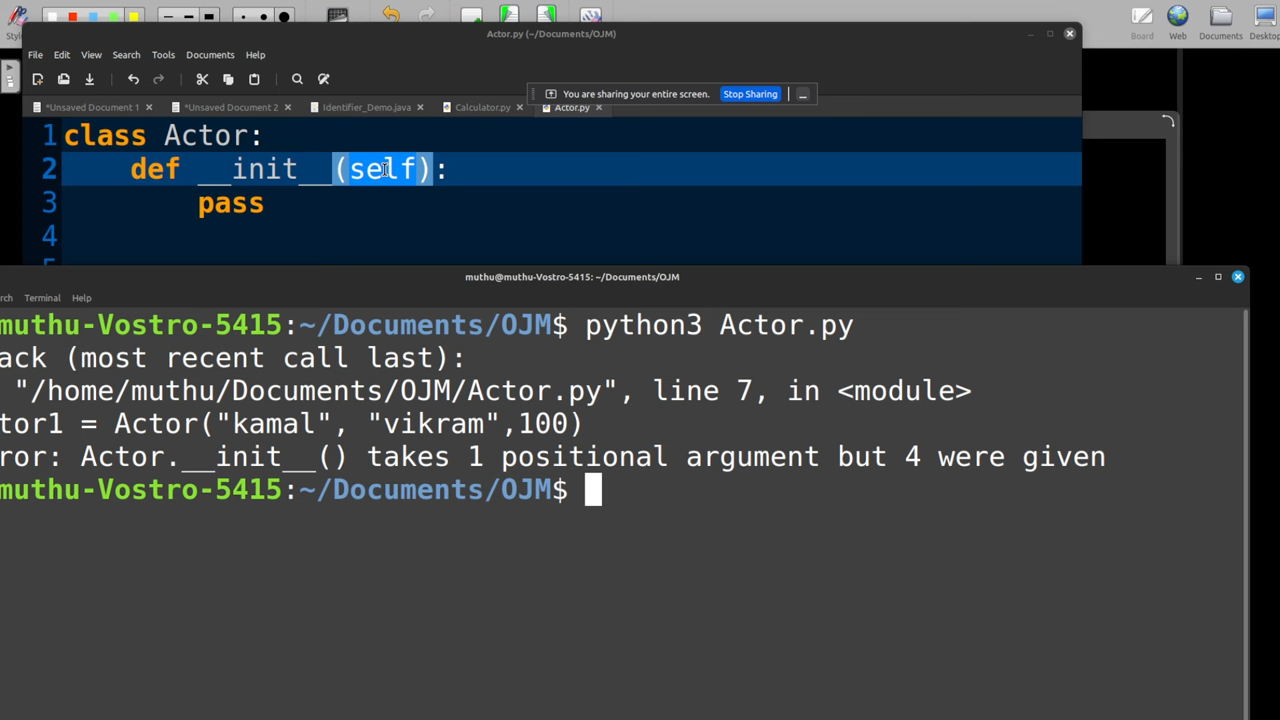 Style
Board Web Documents Desktop
Actor.py (~/Documents/OJM)
File Edit View Search Tools Documents Help
You are sharing your entire screen. Stop Sharing
*Unsaved Document 1 *Unsaved Document 2 Identifier_Demo.java Calculator.py Actor.py
1 class Actor:
2 def __init__(self):
3 pass
4
muthu@muthu-Vostro-5415: ~/Documents/OJM
rch Terminal Help
muthu-Vostro-5415:~/Documents/OJM$ python3 Actor.py
ack (most recent call last):
"/home/muthu/Documents/OJM/Actor.py", line 7, in <module>
tor1 = Actor("kamal", "vikram",100)
ror: Actor.__init__() takes 1 positional argument but 4 were given
muthu-Vostro-5415:~/Documents/OJM$